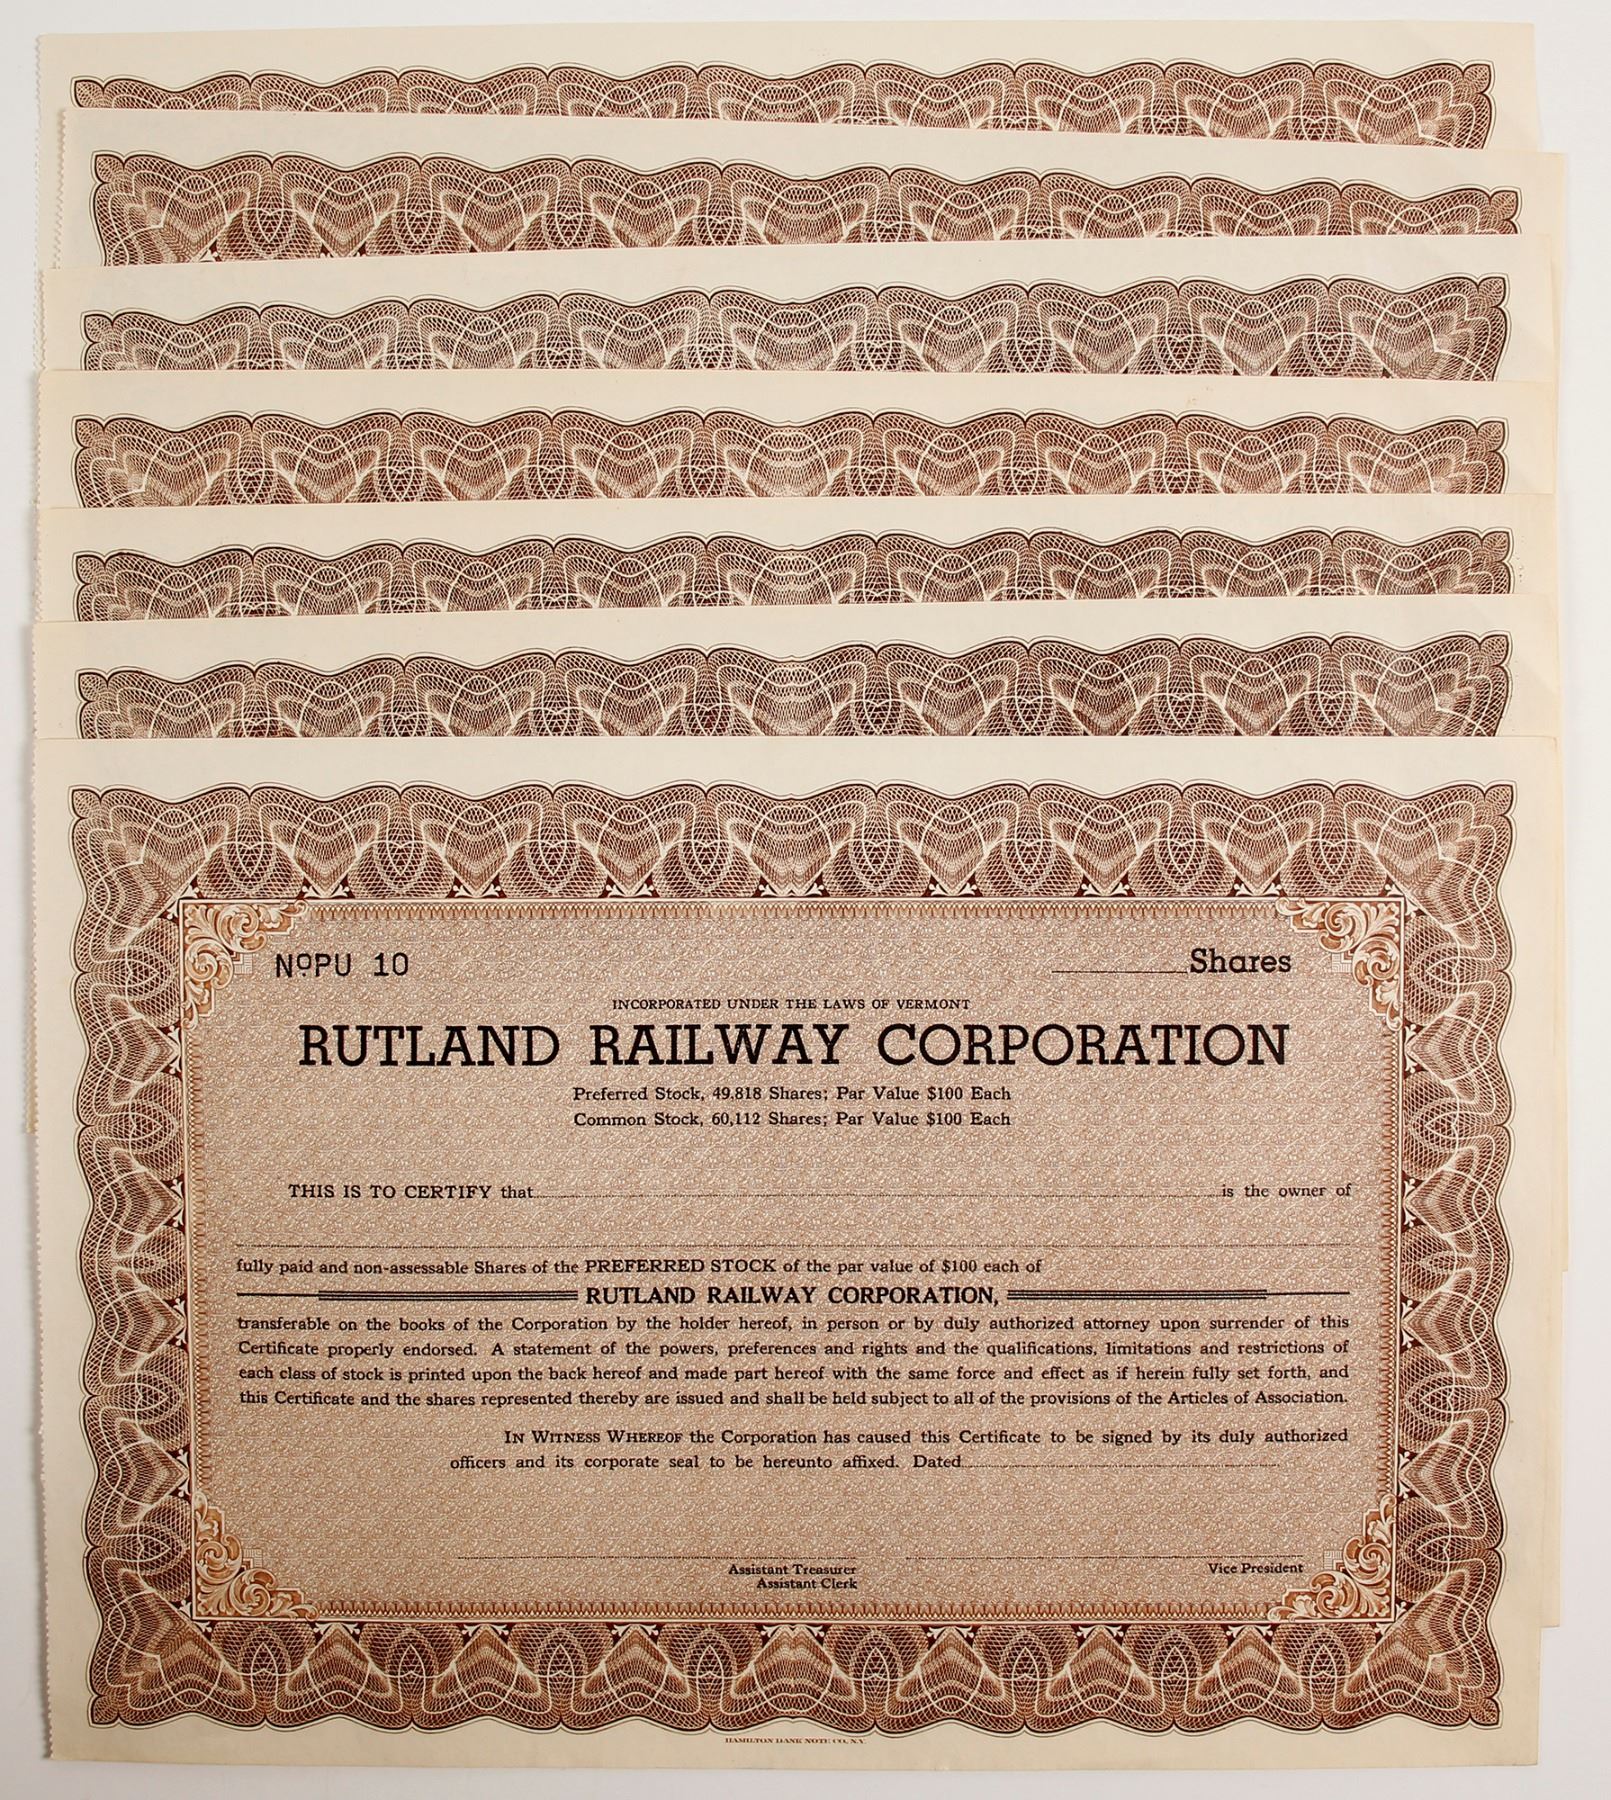 NoPU 10
Shares
INCORPORATED UNDER THE LAWS OF VERMONT
RUTLAND RAILWAY CORPORATION
Preferred Stock, 49,818 Shares; Par Value $100 Each
Common Stock, 60,112 Shares; Par Value $100 Each
THIS IS TO CERTIFY that is the owner of
fully paid and non-assessable Shares of the PREFERRED STOCK of the par value of $100 each of
RUTLAND RAILWAY CORPORATION,
transferable on the books of the Corporation by the holder hereof, in person or by duly authorized attorney upon surrender of this
Certificate properly endorsed. A statement of the powers, preferences and rights and the qualifications, limitations and restrictions of
each class of stock is printed upon the back hereof and made part hereof with the same force and effect as if herein fully set forth, and
this Certificate and the shares represented thereby are issued and shall be held subject to all of the provisions of the Articles of Association.
IN WITNESS WHEREOF the Corporation has caused this Certificate to be signed by its duly authorized
officers and its corporate seal to be hereunto affixed. Dated
Assistant Treasurer
Assistant Clerk
Vice President
HAMILTON BANK NOTE CO., N.Y.